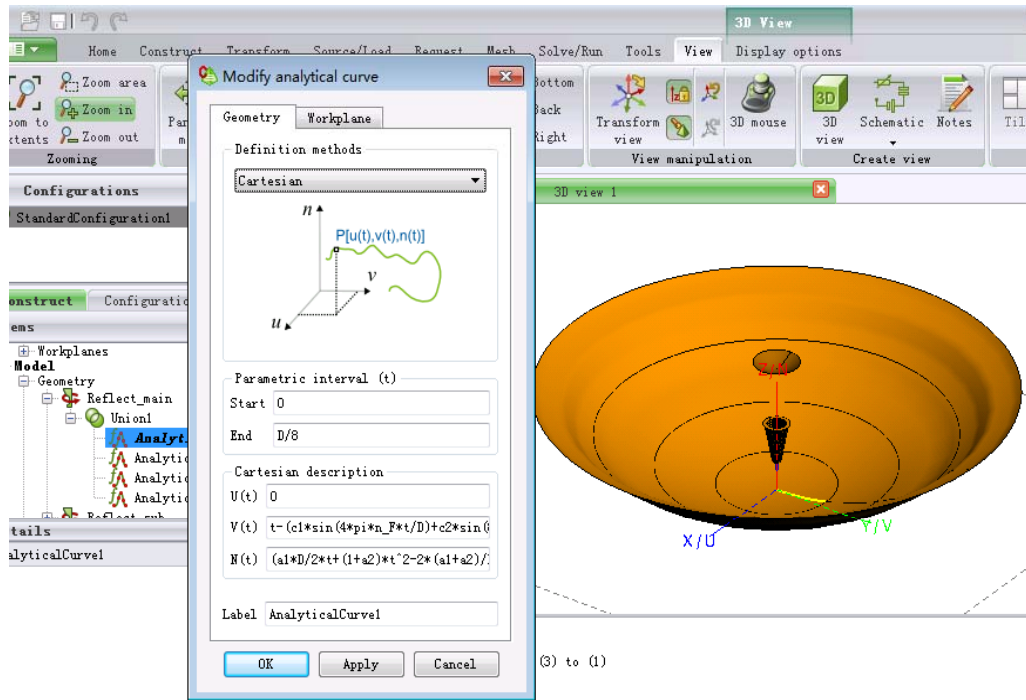 3D View
Home Construct Transform Source/Load Request Mesh Solve/Run Tools View Display options
Zoom area
Zoom in
Zoom out
Zooming
Modify analytical curve
Geometry Workplane
Definition methods
Cartesian
n
P[u(t),v(t),n(t)]
v
u
Parametric interval (t)
Start 0
End D/8
Cartesian description
U(t) 0
V(t) t-(c1*sin(4*pi*n_F*t/D)+c2*sin(
N(t) (a1*D/2*t+(1+a2)*t^2-2*(a1+a2)/
Label AnalyticalCurve1
OK Apply Cancel
Bottom
Back
Right
Transform view
3D mouse
View manipulation
3D view
Schematic
Notes
Create view
Configurations
StandardConfiguration1
3D view 1
Construct Configuratio
Workplanes
Model
Geometry
Reflect_main
Union1
Analyt
Analytic
Analytic
Analytic
Reflect_sub
alyticalCurve1
Z/N
X/U
Y/V
(3) to (1)